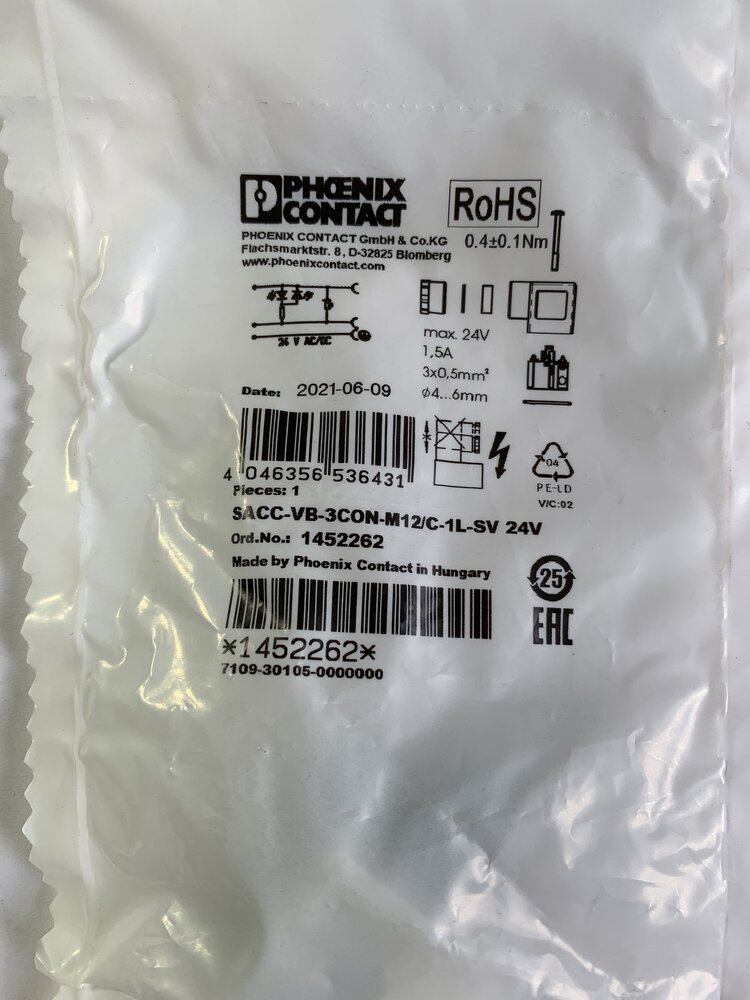 PHŒNIX
CONTACT
RoHS
PHOENIX CONTACT GmbH & Co.KG
Flachsmarktstr. 8, D-32825 Blomberg
www.phoenixcontact.com
0.4±0.1Nm
24 V AC/DC
max. 24V
1,5A
3x0,5mm²
φ4...6mm
Date: 2021-06-09
4 046356 536431
Pieces: 1
04
PE-LD
V/C:02
SACC-VB-3CON-M12/C-1L-SV 24V
Ord.No.: 1452262
Made by Phoenix Contact in Hungary
25
EAC
*1452262*
7109-30105-0000000